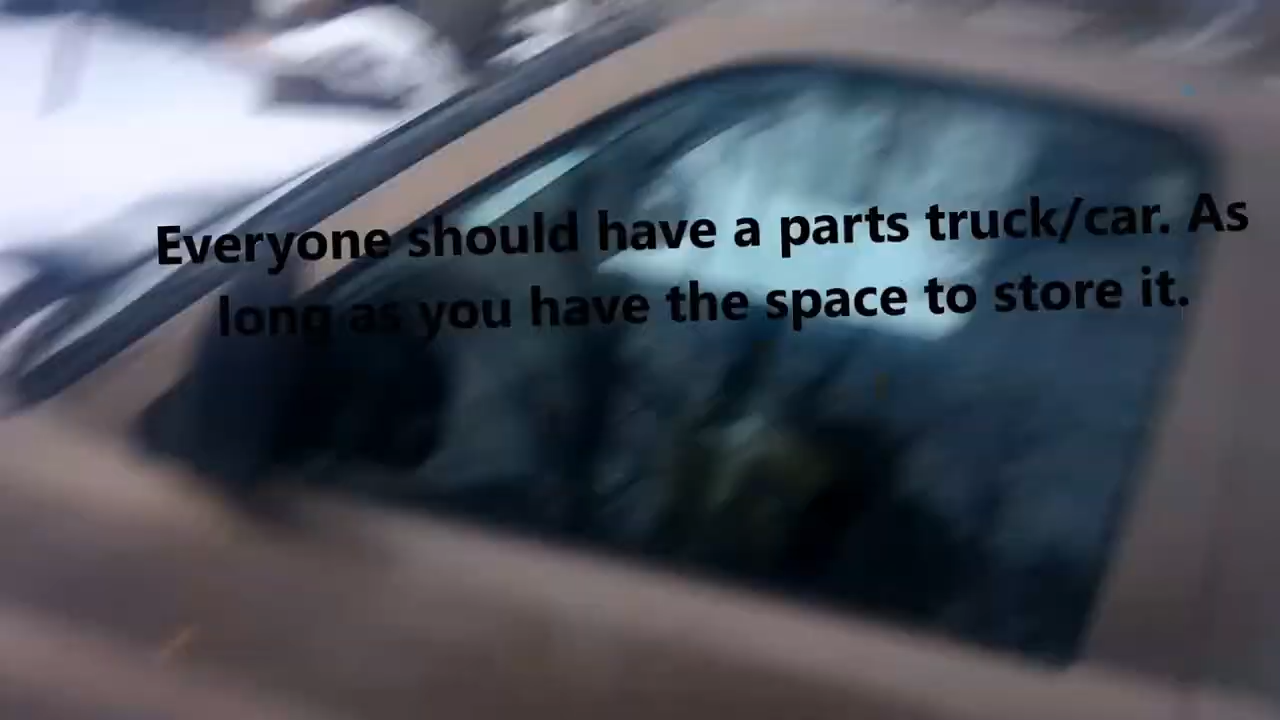 Everyone should have a parts truck/car. As
long as you have the space to store it.